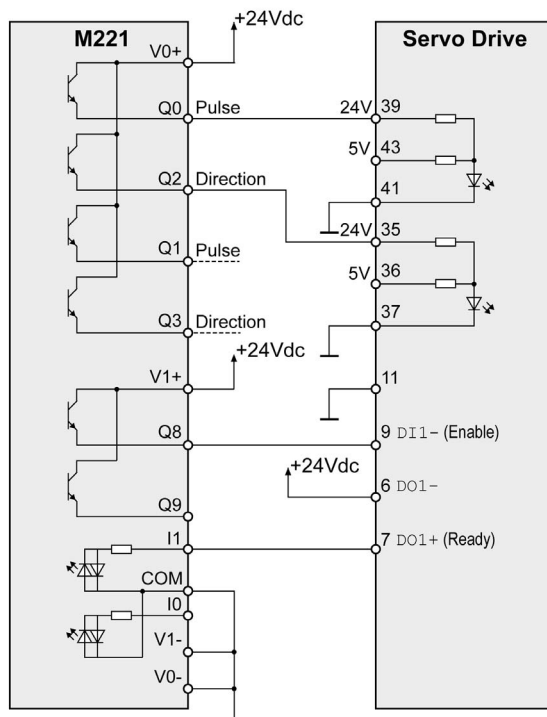 +24Vdc
M221
Servo Drive
V0+
Q0 Pulse
24V 39
5V 43
Q2 Direction
41
24V 35
Q1 Pulse
5V 36
Q3 Direction
37
+24Vdc
V1+
11
Q8
9 DI1- (Enable)
+24Vdc
6 DO1-
Q9
I1
7 DO1+ (Ready)
COM
I0
V1-
V0-